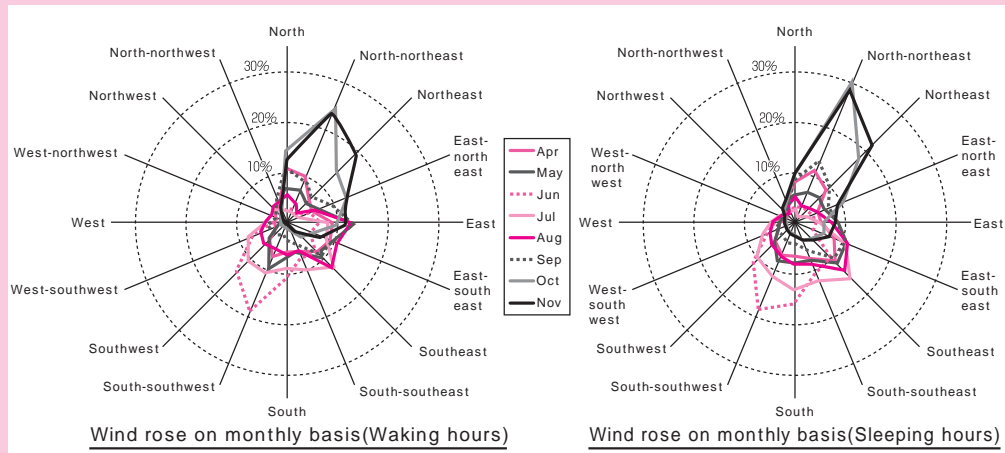 North
North-northwest
North-northeast
30%
Northwest
Northeast
20%
West-northwest
East-
north
east
10%
West
East
West-southwest
East-
south
east
Southwest
Southeast
South-southwest
South-southeast
South
Wind rose on monthly basis(Waking hours)
Apr
May
Jun
Jul
Aug
Sep
Oct
Nov
North
North-northwest
North-northeast
30%
Northwest
Northeast
20%
West-
north
west
East-
north
east
10%
West
East
West-
south
west
East-
south
east
Southwest
Southeast
South-southwest
South-southeast
South
Wind rose on monthly basis(Sleeping hours)